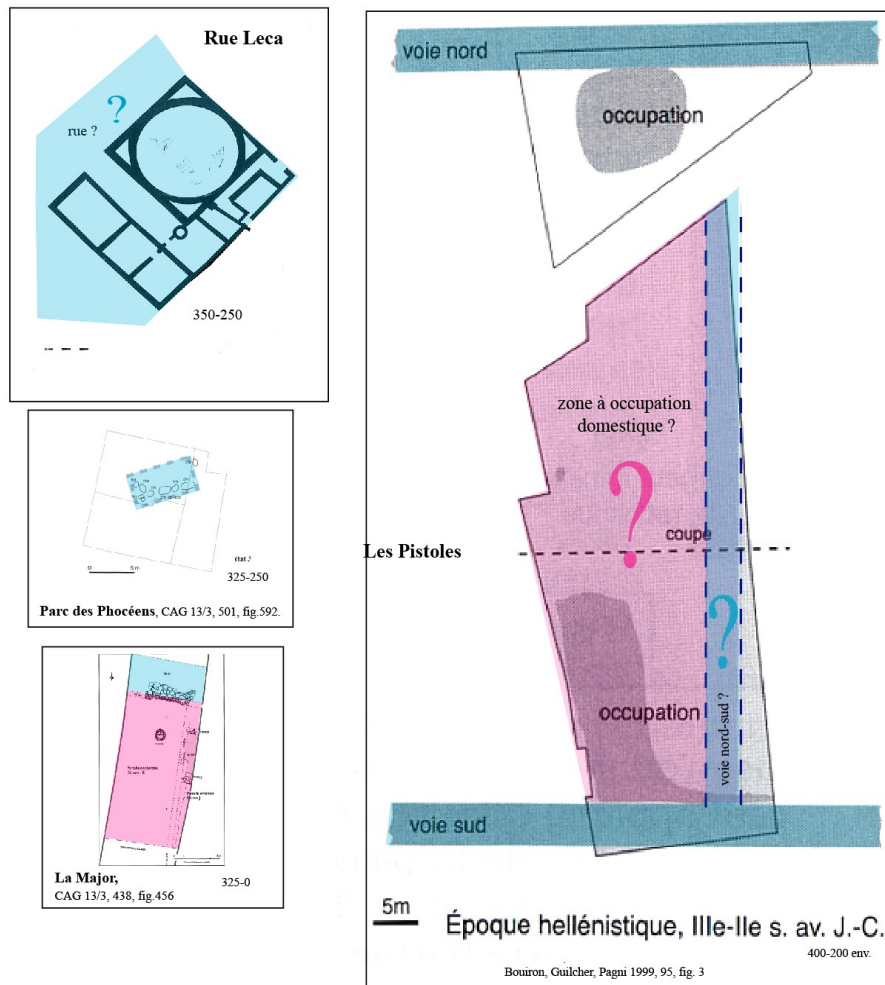 Rue Leca
?
rue ?
350-250
état 3
0 5 m
325-250
Parc des Phocéens, CAG 13/3, 501, fig.592.
La Major,
325-0
CAG 13/3, 438, fig.456
voie nord
occupation
zone à occupation
domestique ?
?
Les Pistoles
coupe
?
occupation
voie nord-sud ?
voie sud
5m
Époque hellénistique, IIIe-IIe s. av. J.-C.
400-200 env.
Bouiron, Guilcher, Pagni 1999, 95, fig. 3